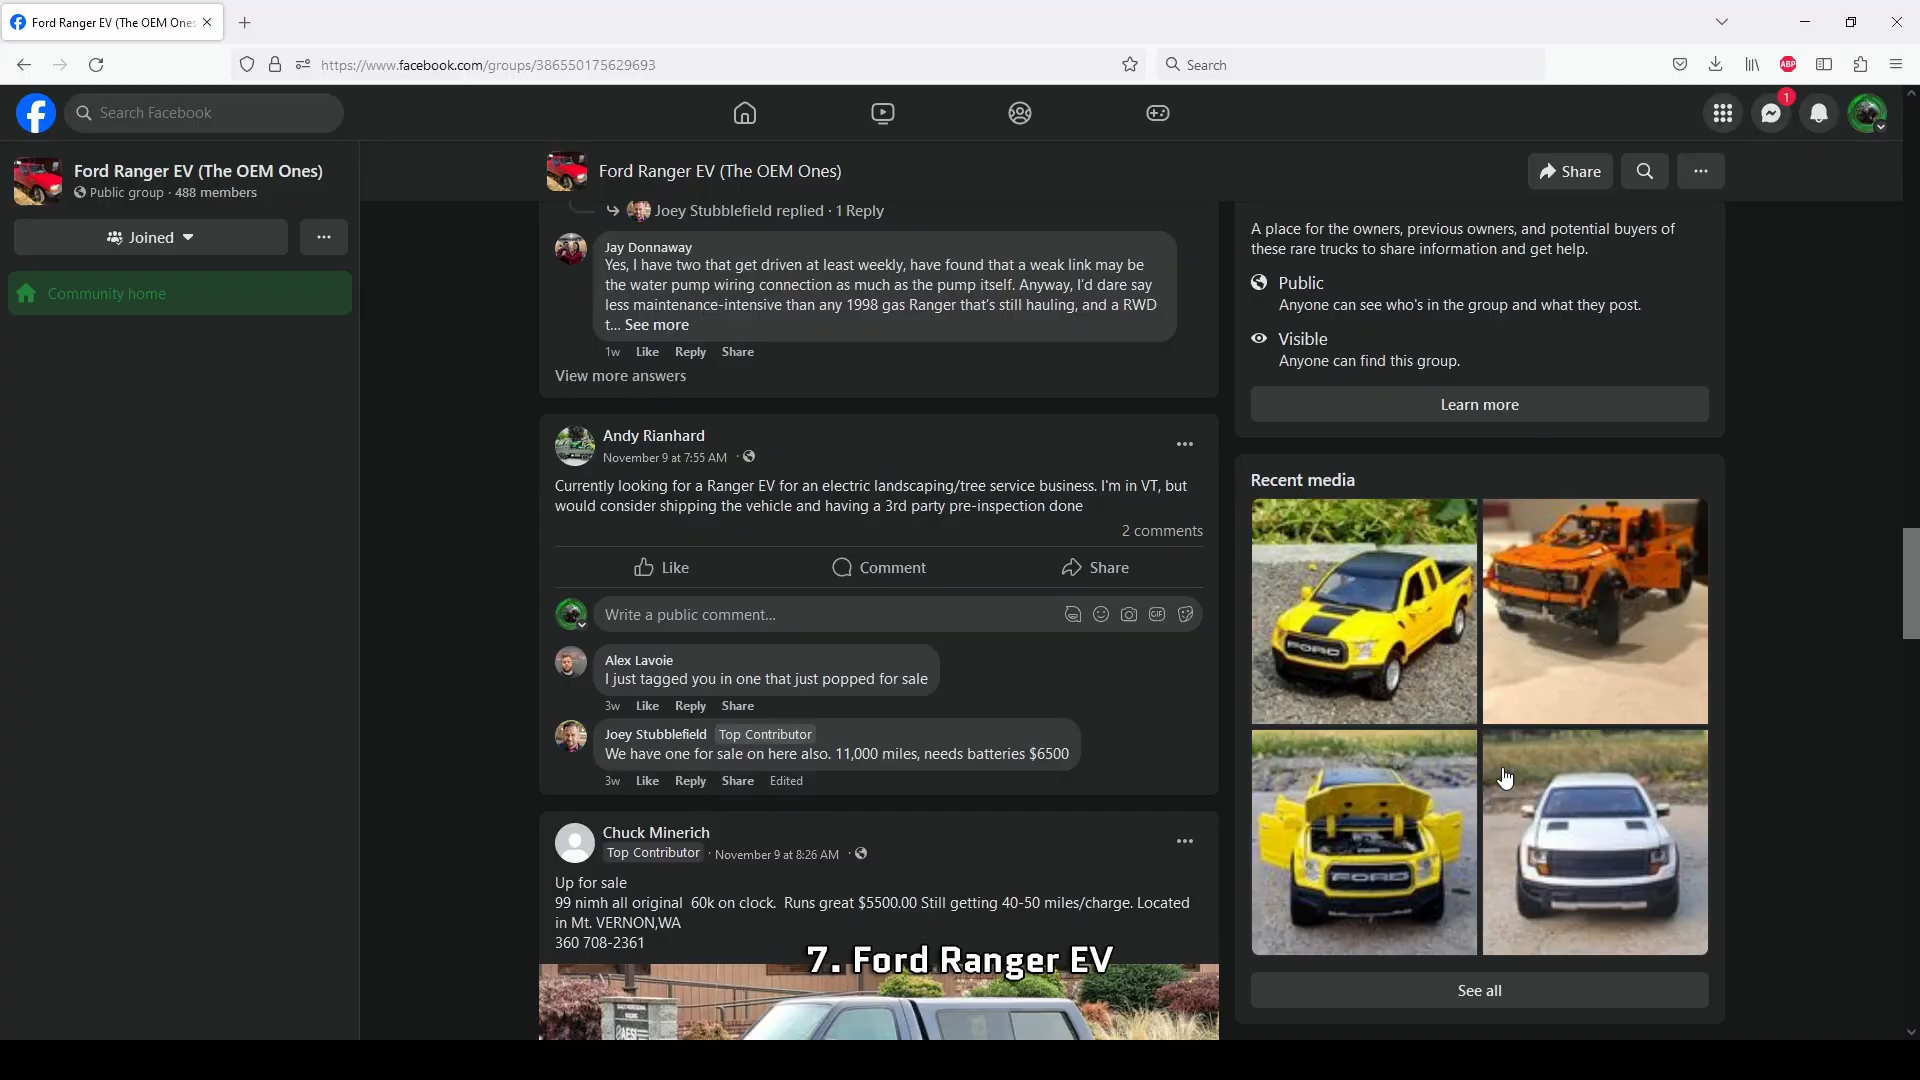 Ford Ranger EV (The OEM Ones
https://www.facebook.com/groups/386550175629693
Search
ABP
Search Facebook
1
Ford Ranger EV (The OEM Ones)
Public group · 488 members
Joined
Community home
Ford Ranger EV (The OEM Ones)
Share
Joey Stubblefield replied · 1 Reply
Jay Donnaway
Yes, I have two that get driven at least weekly, have found that a weak link may be
the water pump wiring connection as much as the pump itself. Anyway, I'd dare say
less maintenance-intensive than any 1998 gas Ranger that's still hauling, and a RWD
t... See more
1w Like Reply Share
View more answers
Andy Rianhard
November 9 at 7:55 AM ·
Currently looking for a Ranger EV for an electric landscaping/tree service business. I'm in VT, but
would consider shipping the vehicle and having a 3rd party pre-inspection done
2 comments
Like Comment Share
Write a public comment...
GIF
Alex Lavoie
I just tagged you in one that just popped for sale
3w Like Reply Share
Joey Stubblefield Top Contributor
We have one for sale on here also. 11,000 miles, needs batteries $6500
3w Like Reply Share Edited
Chuck Minerich
Top Contributor · November 9 at 8:26 AM ·
Up for sale
99 nimh all original 60k on clock. Runs great $5500.00 Still getting 40-50 miles/charge. Located
in Mt. VERNON,WA
360 708-2361
7. Ford Ranger EV
A place for the owners, previous owners, and potential buyers of
these rare trucks to share information and get help.
Public
Anyone can see who's in the group and what they post.
Visible
Anyone can find this group.
Learn more
Recent media
FORD
FORD
See all